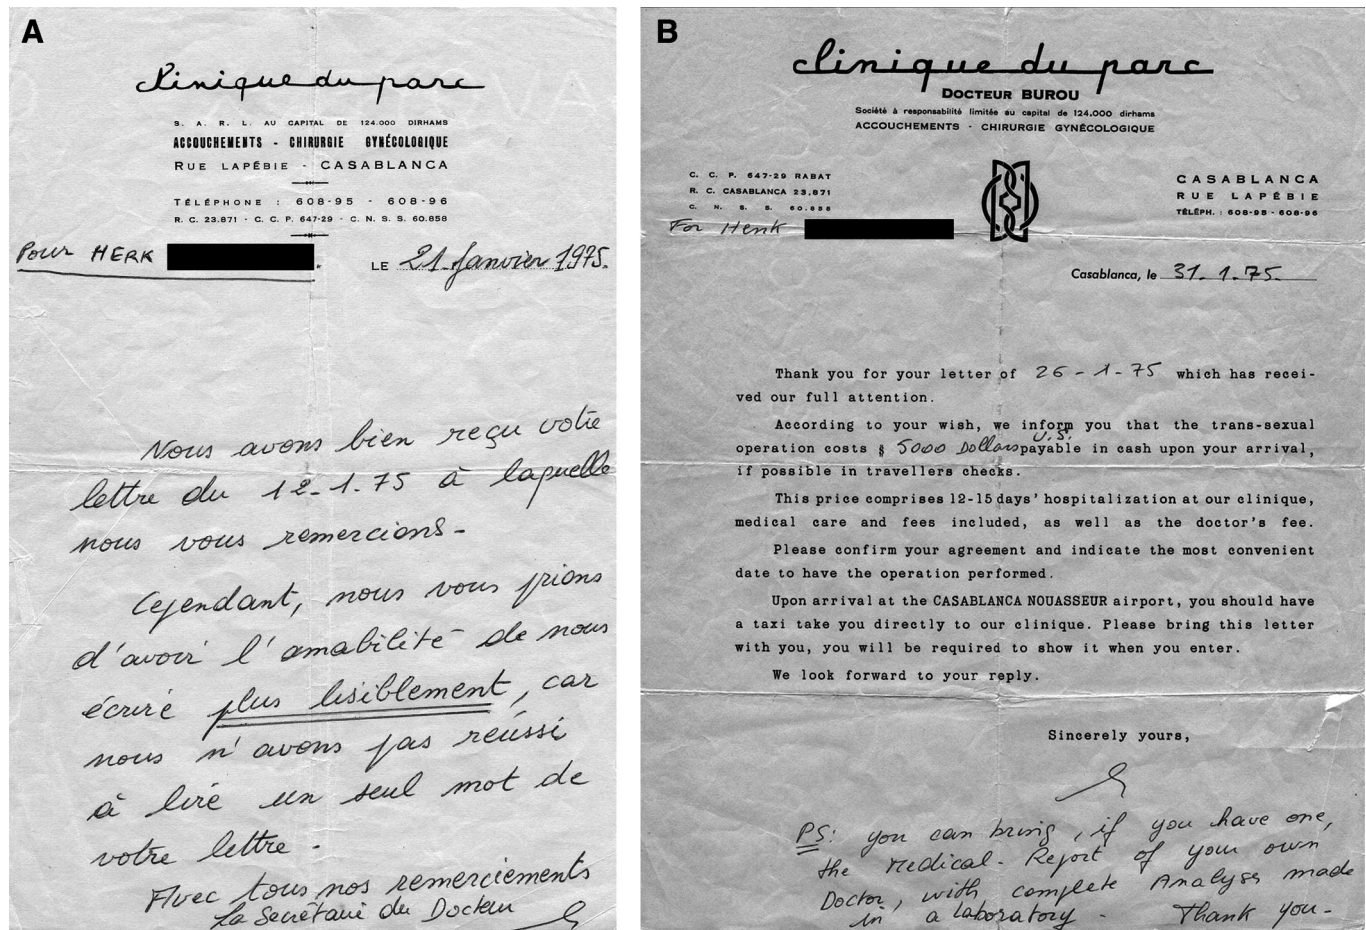 A
clinique du parc
S. A. R. L. AU CAPITAL DE 124.000 DIRHAMS
ACCOUCHEMENTS - CHIRURGIE GYNÉCOLOGIQUE
RUE LAPÉBIE - CASABLANCA
TÉLÉPHONE : 608-95 - 608-96
R. C. 23.871 - C. C. P. 647-29 - C. N. S. S. 60.858
Pour HERK
LE 21 Janvier 1975.
Nous avons bien reçu votre
lettre du 12-1.75 à laquelle
nous vous remercions-
Cependant, nous vous prions
d'avoir l'amabilité de nous
écrire plus lisiblement, car
nous n'avons pas réussi
à lire un seul mot de
votre lettre.
Avec tous nos remerciements
La Secrétaire du Docteur
B
clinique du parc
DOCTEUR BUROU
Société à responsabilité limitée au capital de 124.000 dirhams
ACCOUCHEMENTS - CHIRURGIE GYNÉCOLOGIQUE
C. C. P. 647-29 RABAT
R. C. CASABLANCA 23.871
C. N. S. S. 60.858
CASABLANCA
RUE LAPÉBIE
TÉLÉPH. : 608-95 - 608-96
For Henk
Casablanca, le 31.1.75.
Thank you for your letter of 26-1-75 which has recei-
ved our full attention.
According to your wish, we inform you that the trans-sexual
operation costs $ 5000 Dollars U.S. payable in cash upon your arrival,
if possible in travellers checks.
This price comprises 12-15 days' hospitalization at our clinique,
medical care and fees included, as well as the doctor's fee.
Please confirm your agreement and indicate the most convenient
date to have the operation performed.
Upon arrival at the CASABLANCA NOUASSEUR airport, you should have
a taxi take you directly to our clinique. Please bring this letter
with you, you will be required to show it when you enter.
We look forward to your reply.
Sincerely yours,
PS: you can bring, if you have one,
the medical- Report of your own
Doctor, with complete Analyses made
in a laboratory - Thank you-